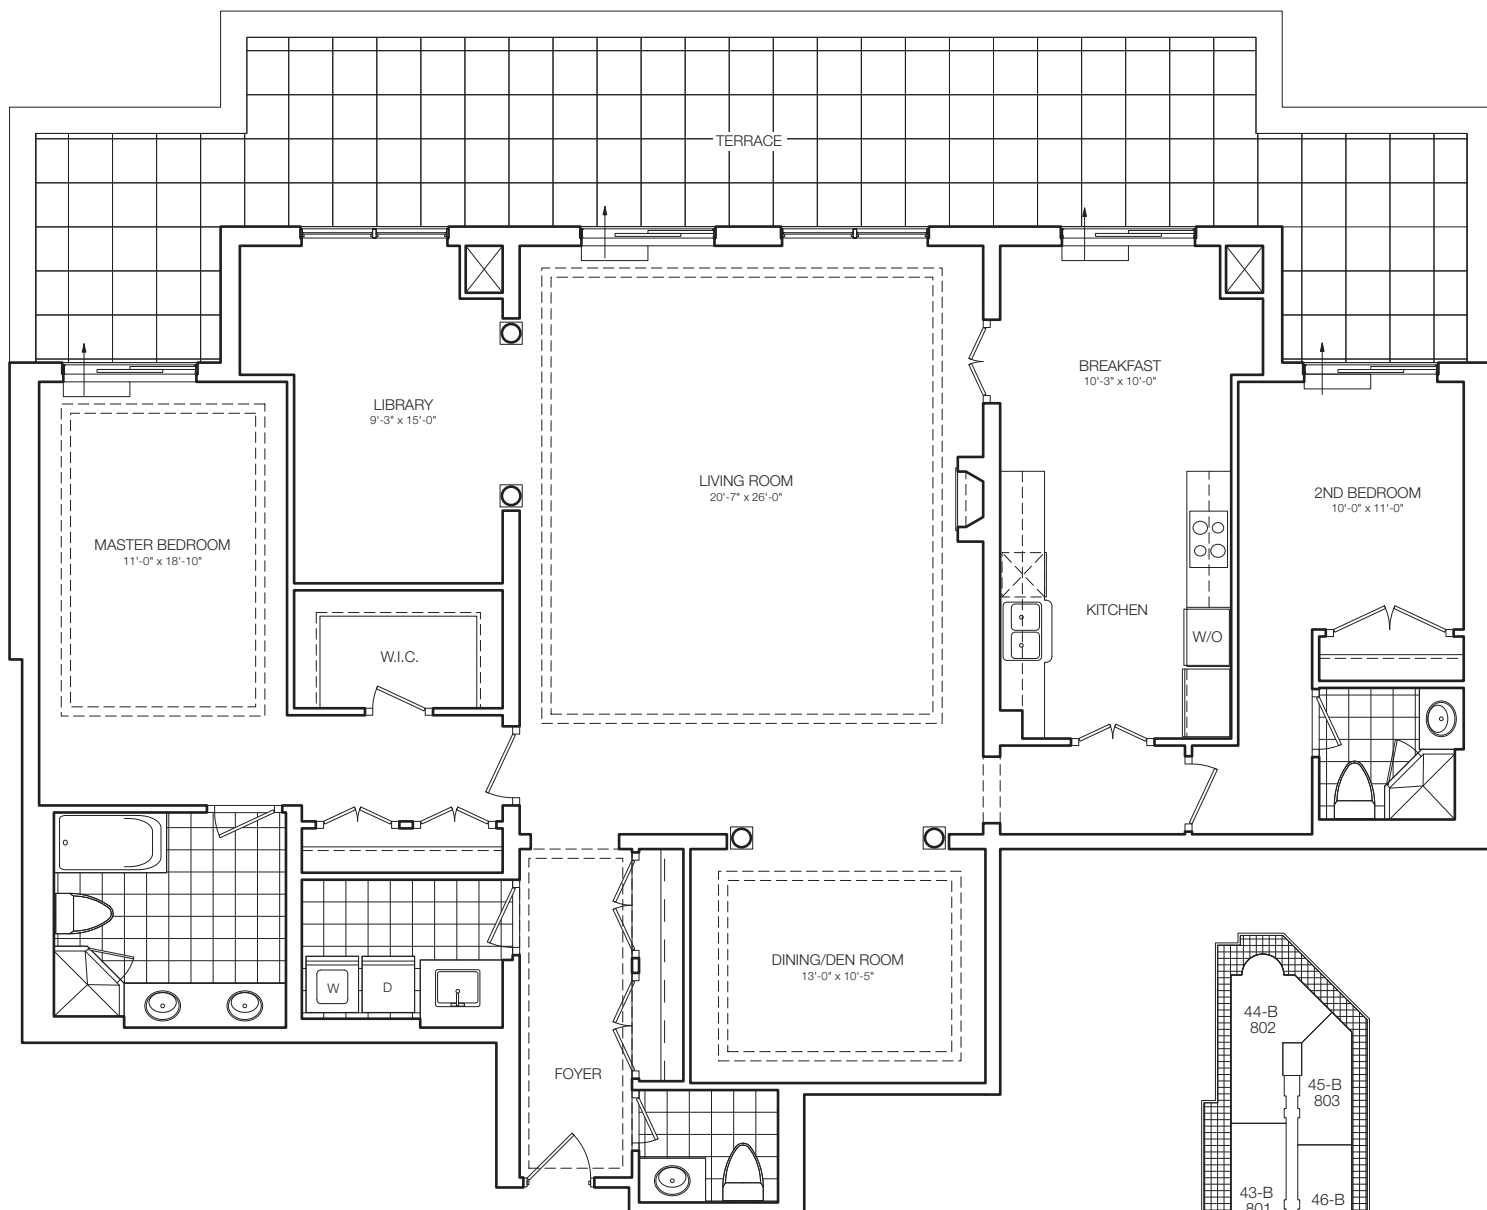 TERRACE
BREAKFAST
10'-3" x 10'-0"
LIBRARY
9'-3" x 15'-0"
LIVING ROOM
20'-7" x 26'-0"
2ND BEDROOM
10'-0" x 11'-0"
MASTER BEDROOM
11'-0" x 18'-10"
KITCHEN
W/O
W.I.C.
DINING/DEN ROOM
13'-0" x 10'-5"
W
D
FOYER
44-B
802
45-B
803
43-B
801
46-B